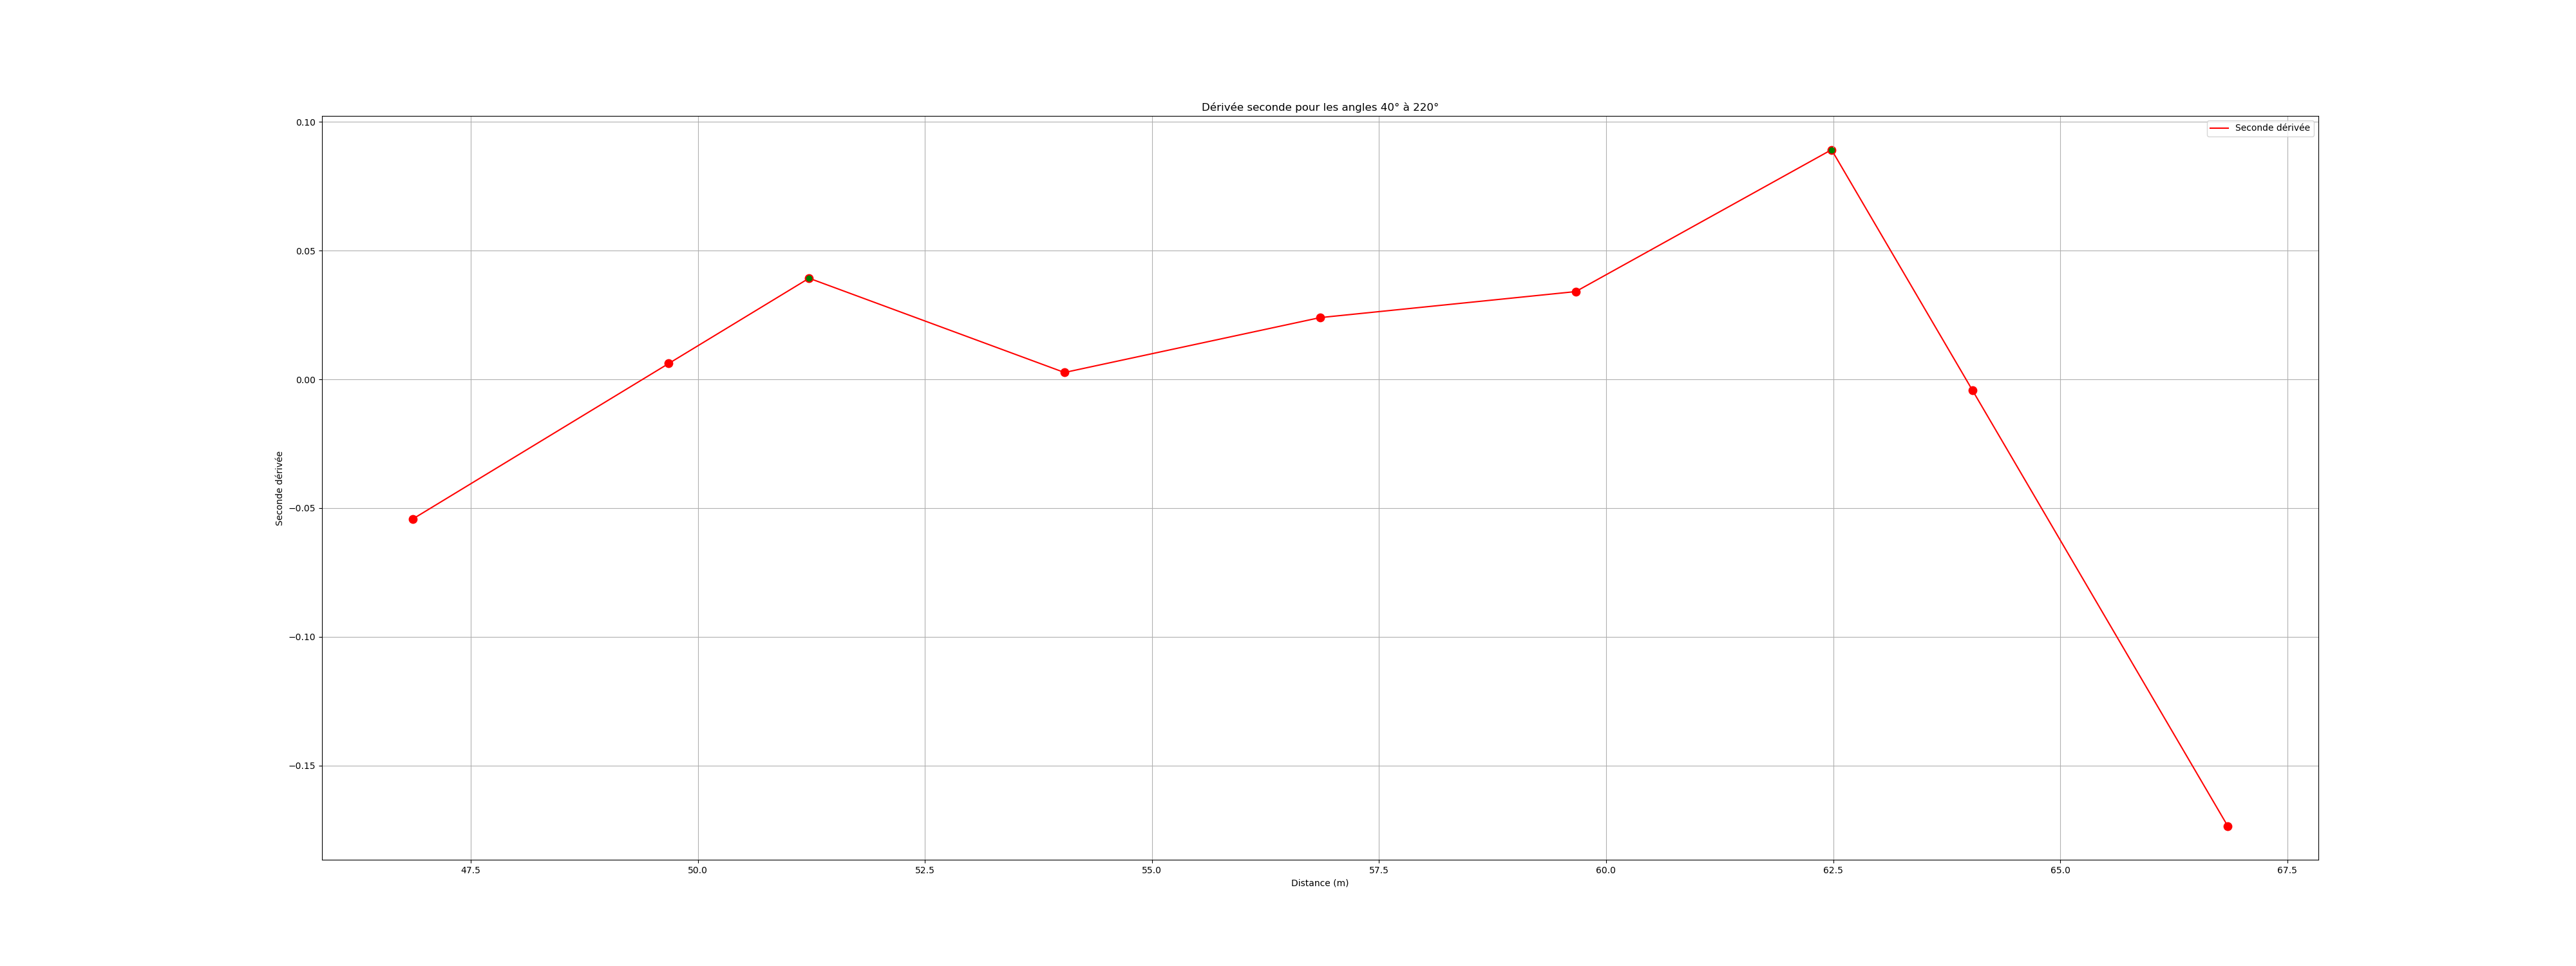 Dérivée seconde pour les angles 40° à 220°
Seconde dérivée
0.10
0.05
0.00
−0.05
−0.10
−0.15
Seconde dérivée
47.5 50.0 52.5 55.0 57.5 60.0 62.5 65.0 67.5
Distance (m)